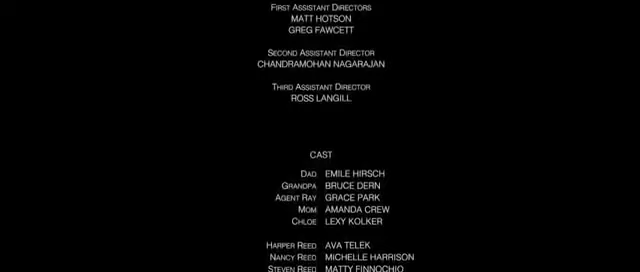 First Assistant Directors
MATT HOTSON
GREG FAWCETT
Second Assistant Director
CHANDRAMOHAN NAGARAJAN
Third Assistant Director
ROSS LANGILL
CAST
Dad EMILE HIRSCH
Grandpa BRUCE DERN
Agent Ray GRACE PARK
Mom AMANDA CREW
Chloe LEXY KOLKER
Harper Reed AVA TELEK
Nancy Reed MICHELLE HARRISON
Steven Reed MATTY FINNOCHIO